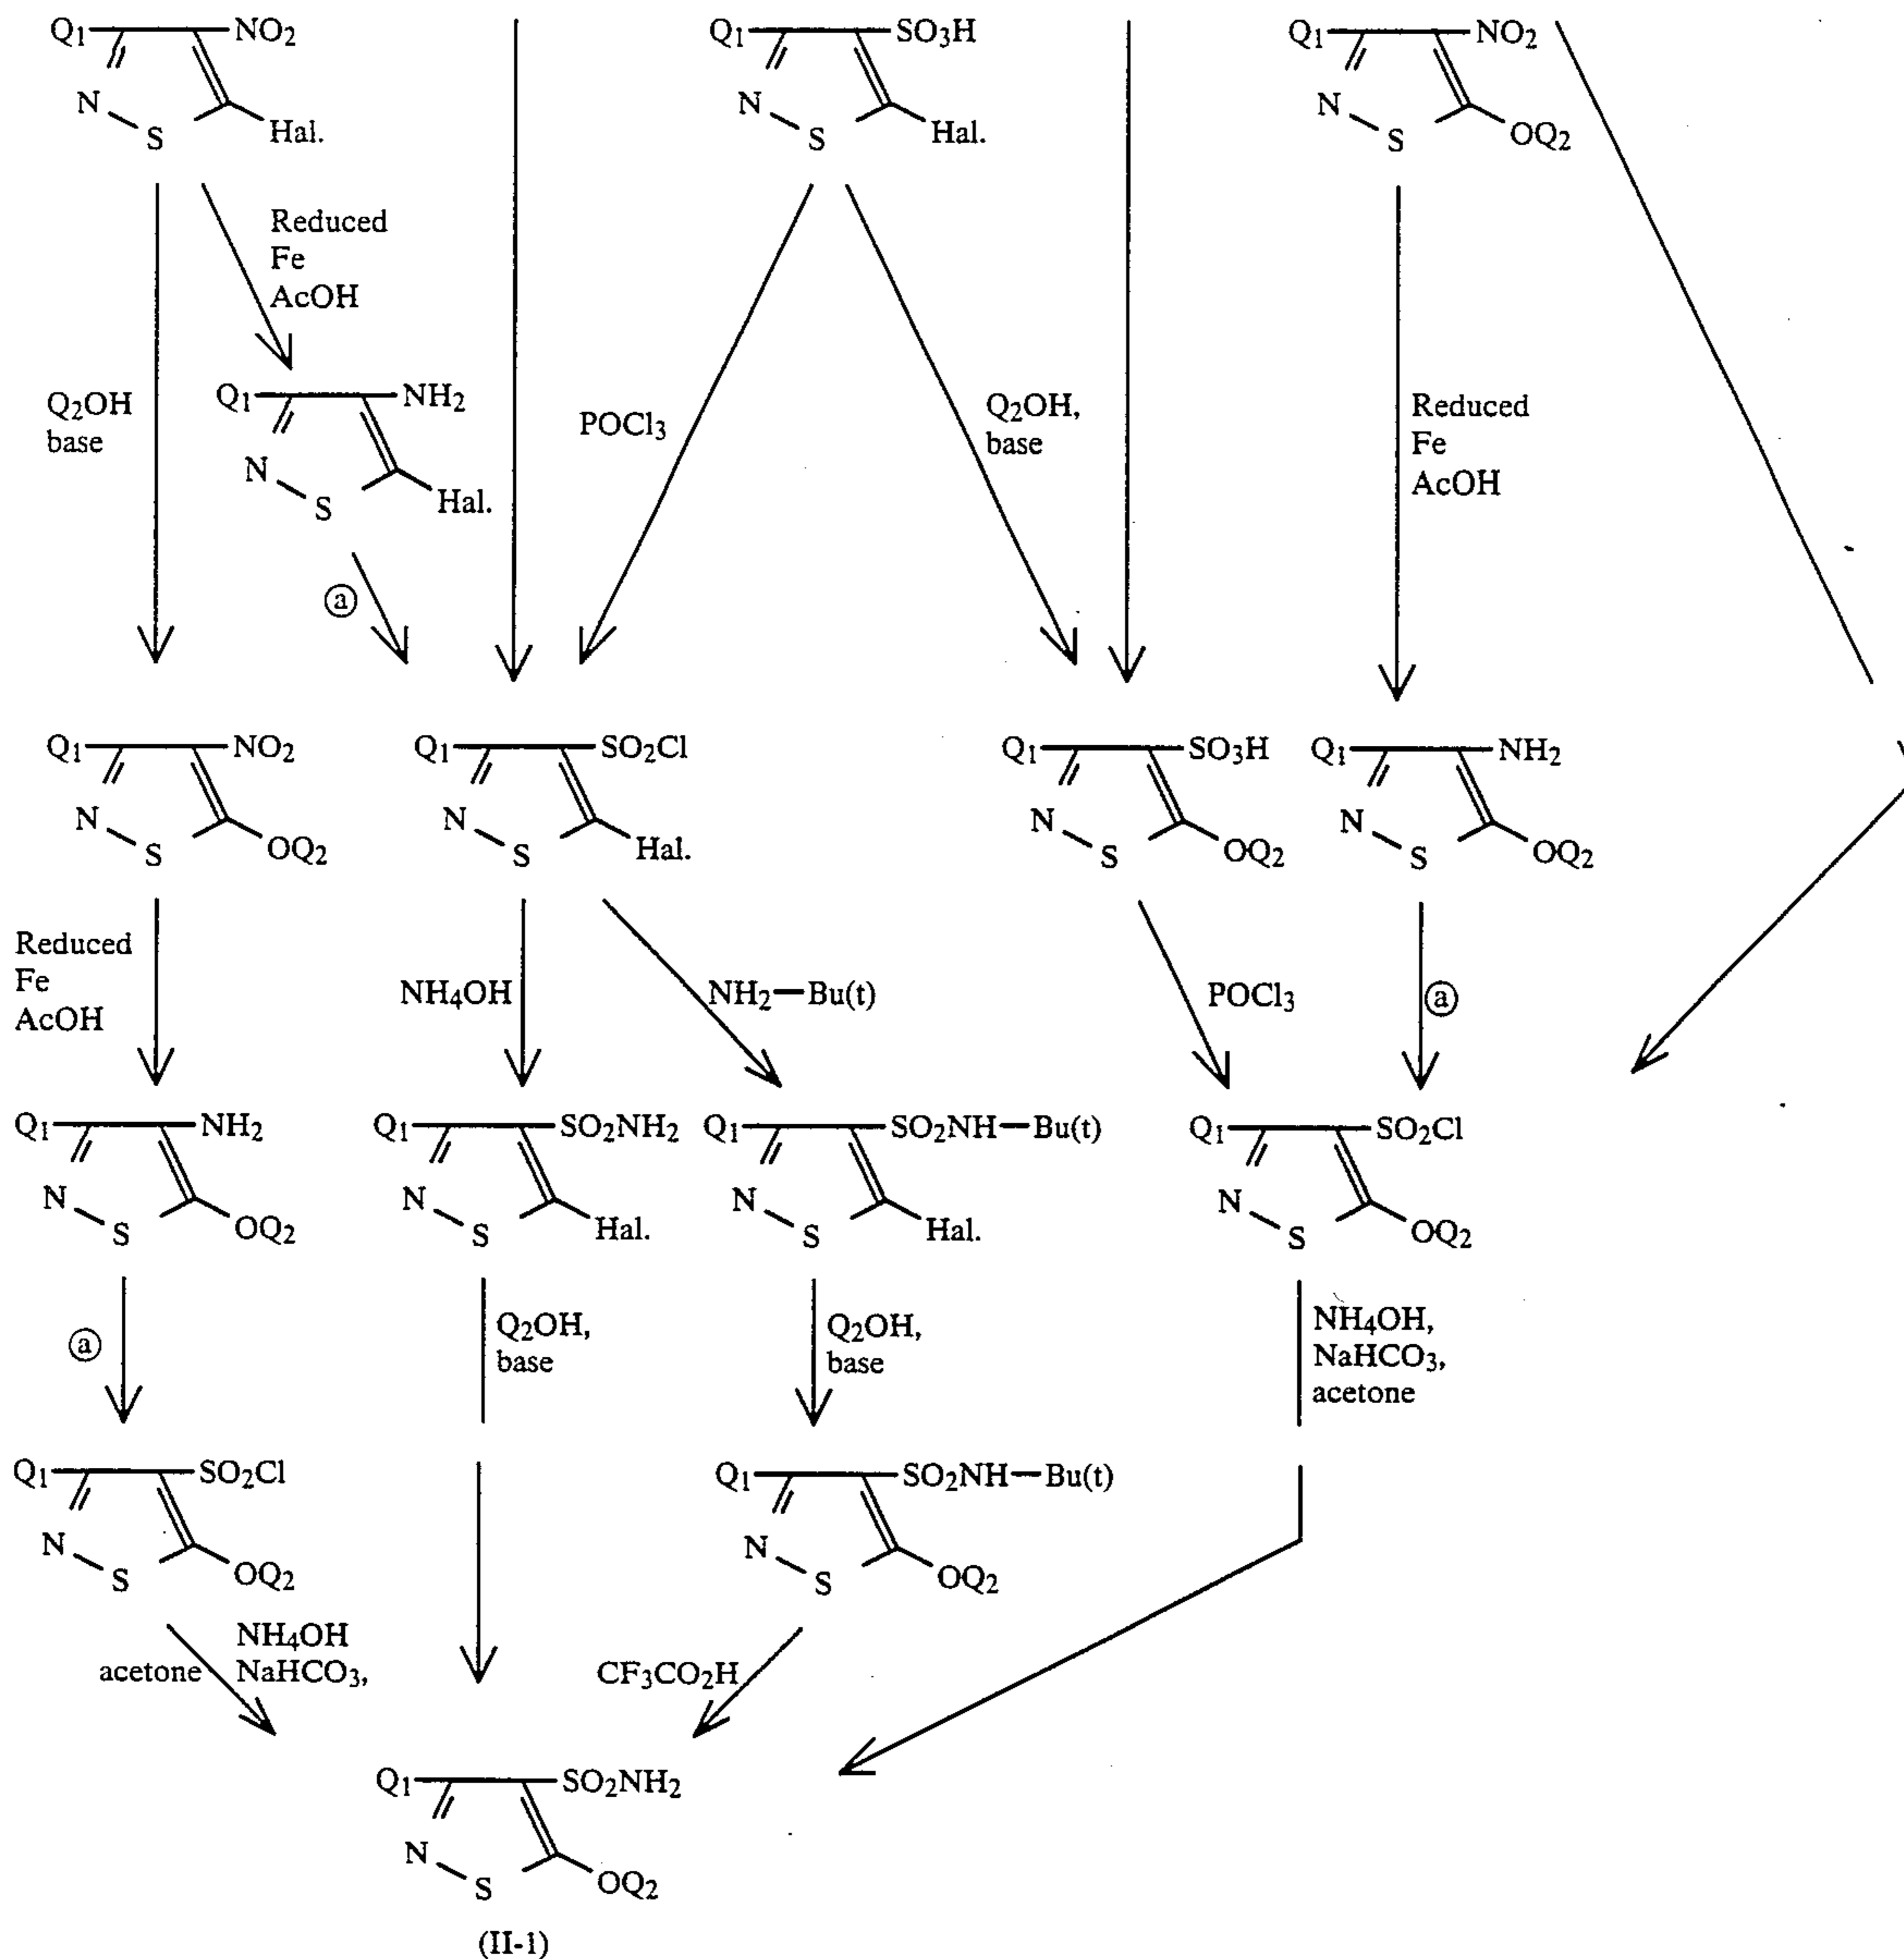 Q1 NO2
N S Hal.
Q1 SO3H
N S Hal.
Q1 NO2
N S OQ2
Reduced
Fe
AcOH
Q2OH
base
Q1 NH2
N S Hal.
ⓐ
POCl3
Q2OH,
base
Reduced
Fe
AcOH
Q1 NO2
N S OQ2
Q1 SO2Cl
N S Hal.
Q1 SO3H
N S OQ2
Q1 NH2
N S OQ2
Reduced
Fe
AcOH
NH4OH
NH2—Bu(t)
POCl3
ⓐ
Q1 NH2
N S OQ2
Q1 SO2NH2
N S Hal.
Q1 SO2NH—Bu(t)
N S Hal.
Q1 SO2Cl
N S OQ2
ⓐ
Q2OH,
base
Q2OH,
base
NH4OH,
NaHCO3,
acetone
Q1 SO2Cl
N S OQ2
Q1 SO2NH—Bu(t)
N S OQ2
NH4OH
acetone NaHCO3,
CF3CO2H
Q1 SO2NH2
N S OQ2
(II-1)